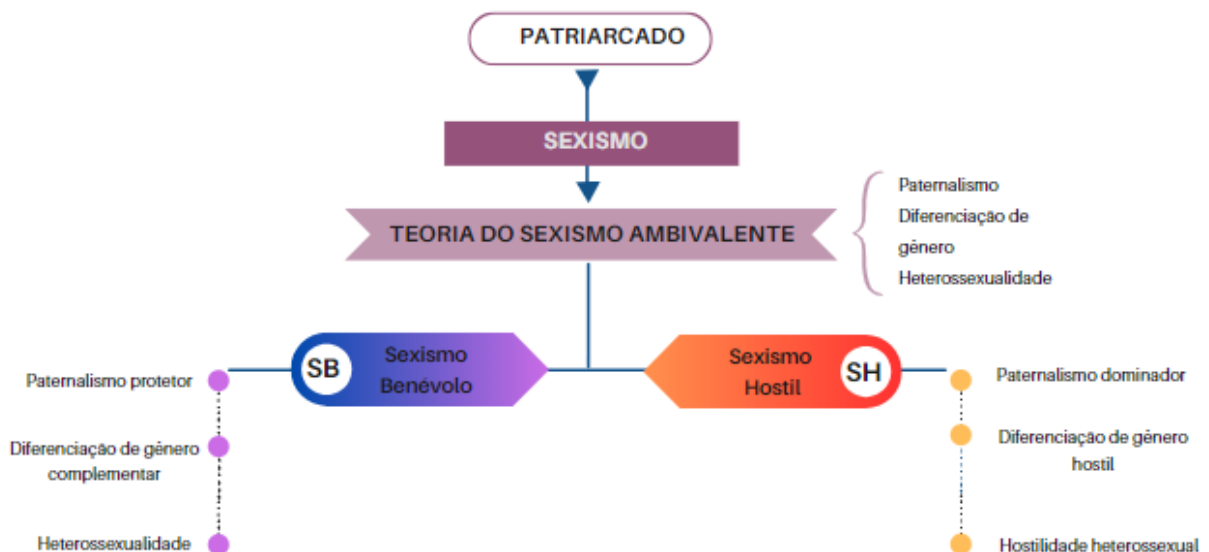 PATRIARCADO
SEXISMO
TEORIA DO SEXISMO AMBIVALENTE
Paternalismo
Diferenciação de
gênero
Heterossexualidade
SB
Sexismo
Benévolo
Sexismo
Hostil
SH
Paternalismo protetor
Diferenciação de gênero
complementar
Heterossexualidade
Paternalismo dominador
Diferenciação de gênero
hostil
Hostilidade heterossexual